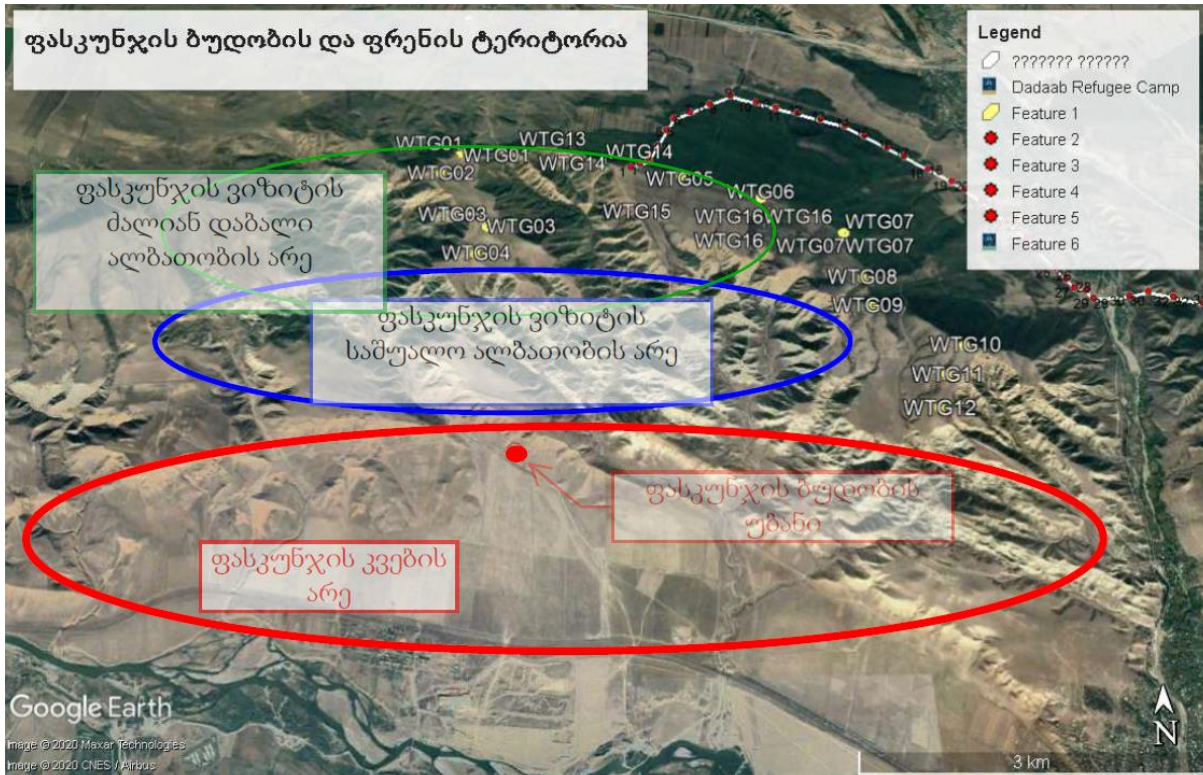 ფასკუნჯის ბუდობის და ფრენის ტერიტორია
Legend
??????? ??????
Dadaab Refugee Camp
Feature 1
Feature 2
Feature 3
Feature 4
Feature 5
Feature 6
WTG01
WTG13
WTG01
WTG14
WTG14
WTG02
WTG05
WTG06
WTG03
WTG03
WTG15
WTG16
WTG16
WTG07
WTG16
WTG07
WTG07
WTG04
WTG08
WTG09
WTG10
WTG11
WTG12
ფასკუნჯის ვიზიტის
ძალიან დაბალი
ალბათობის არე
ფასკუნჯის ვიზიტის
საშუალო ალბათობის არე
ფასკუნჯის ბუდობის
უბანი
ფასკუნჯის კვების
არე
Google Earth
Image © 2020 Maxar Technologies
Image © 2020 CNES / Airbus
N
3 km